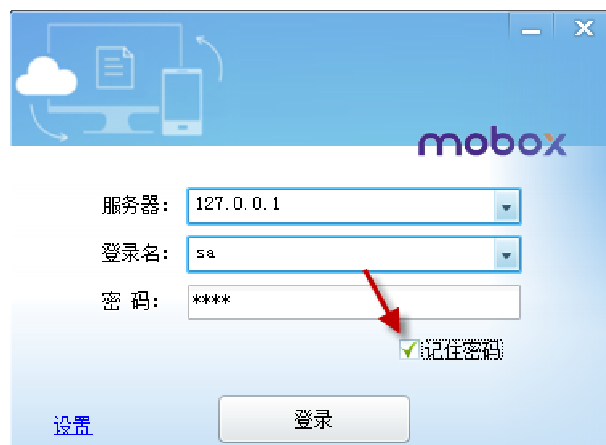 mobox
服务器： 127.0.0.1
登录名： sa
密 码： ****
记住密码
设置 登录